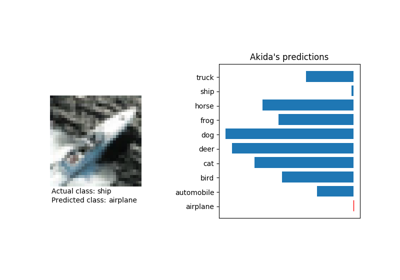 Akida's predictions
truck
ship
horse
frog
dog
deer
cat
bird
automobile
airplane
Actual class: ship
Predicted class: airplane